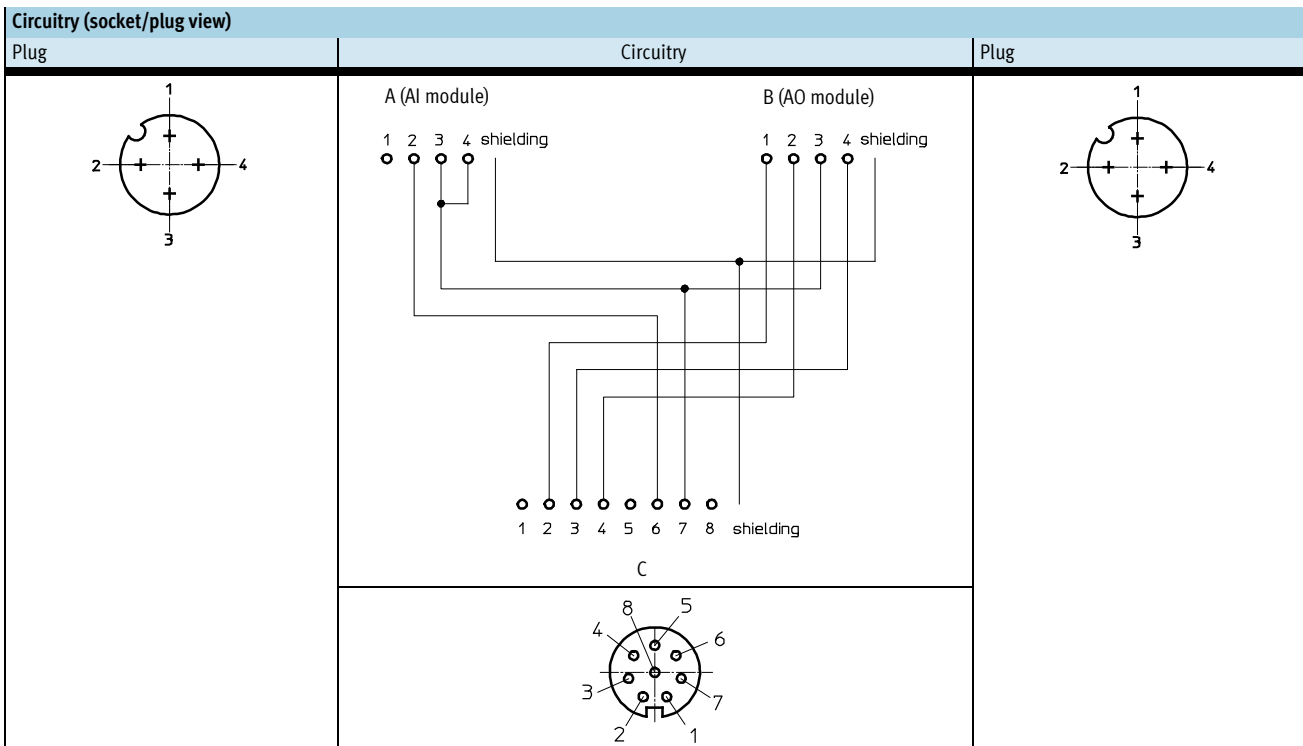 Circuitry (socket/plug view)
Plug Circuitry Plug
A (AI module) B (AO module)
1 2 3 4 shielding 1 2 3 4 shielding
1
2 4
3
1
2 4
3
1 2 3 4 5 6 7 8 shielding
C
8 5
4 6
3 7
2 1